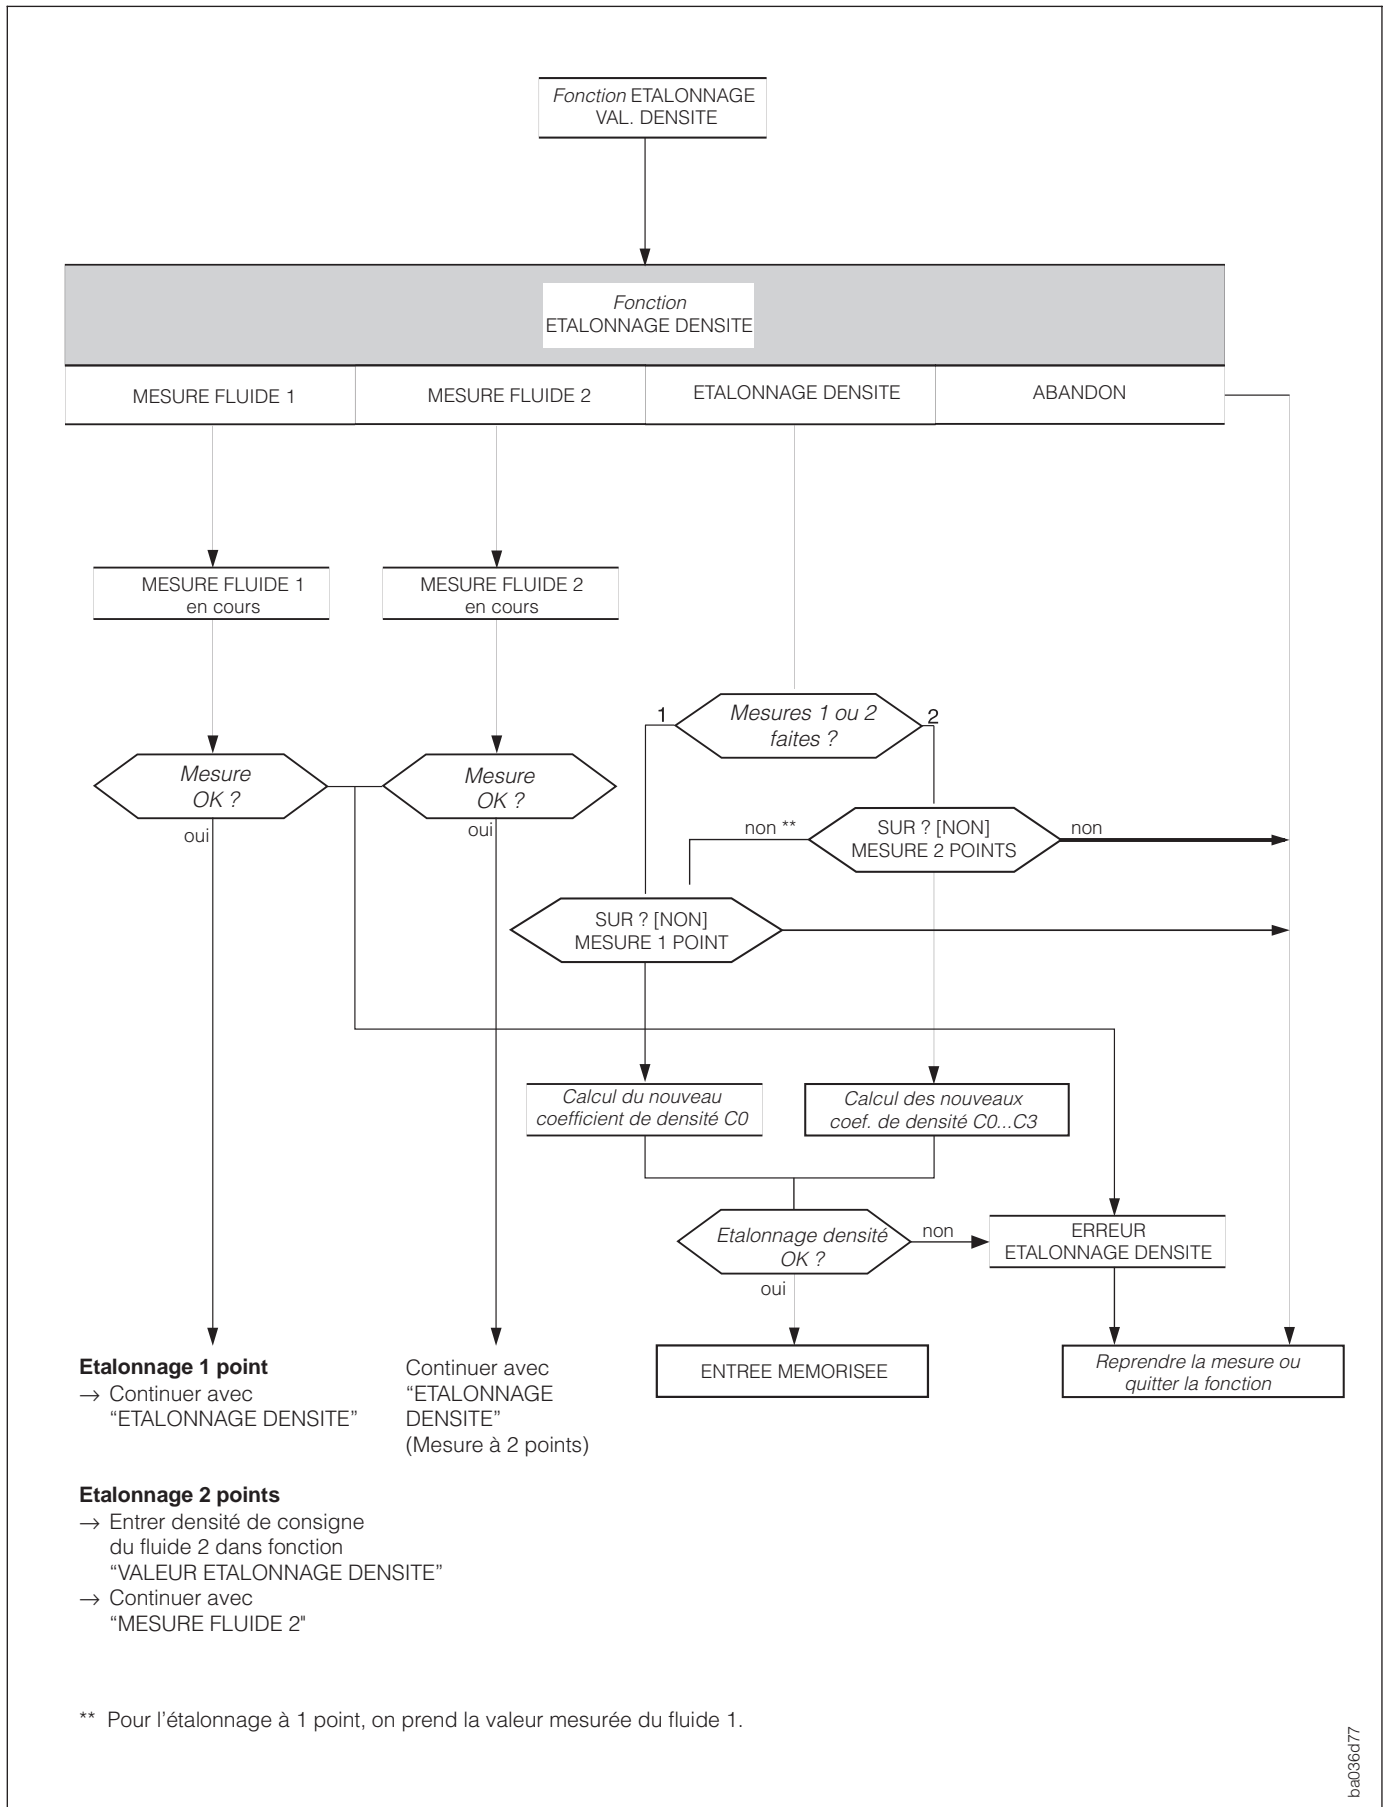 Fonction ETALONNAGE
VAL. DENSITE
Fonction
ETALONNAGE DENSITE
MESURE FLUIDE 1
MESURE FLUIDE 2
ETALONNAGE DENSITE
ABANDON
MESURE FLUIDE 1
en cours
MESURE FLUIDE 2
en cours
1
Mesures 1 ou 2
faites ?
2
Mesure
OK ?
oui
Mesure
OK ?
oui
non **
SUR ? [NON]
MESURE 2 POINTS
non
SUR ? [NON]
MESURE 1 POINT
Calcul du nouveau
coefficient de densité C0
Calcul des nouveaux
coef. de densité C0...C3
Etalonnage densité
OK ?
non
oui
ERREUR
ETALONNAGE DENSITE
ENTREE MEMORISEE
Reprendre la mesure ou
quitter la fonction
Etalonnage 1 point
→ Continuer avec
“ETALONNAGE DENSITE”
Continuer avec
“ETALONNAGE
DENSITE”
(Mesure à 2 points)
Etalonnage 2 points
→ Entrer densité de consigne
du fluide 2 dans fonction
“VALEUR ETALONNAGE DENSITE”
→ Continuer avec
“MESURE FLUIDE 2"
** Pour l’étalonnage à 1 point, on prend la valeur mesurée du fluide 1.
ba036d77